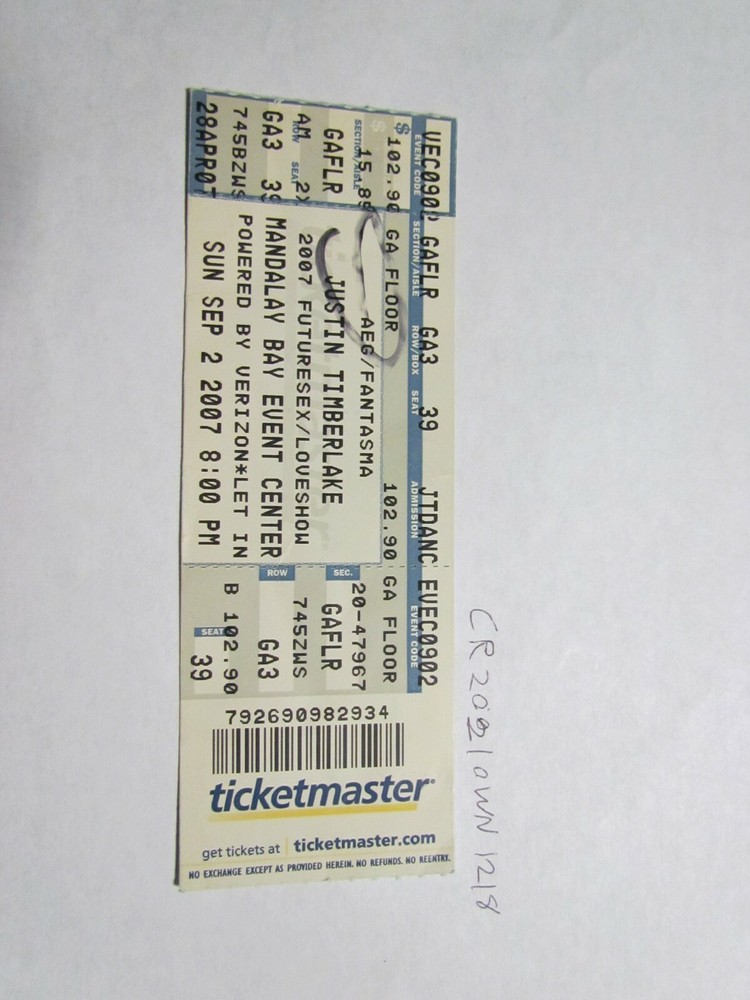 VEC0902 GAFLR GA3 39 JTDANC EVEC0902
EVENT CODE SECTION/AISLE ROW/BOX SEAT ADMISSION EVENT CODE
$ 102.90 GA FLOOR 102.90 GA FLOOR
15.85 AEG/FANTASMA
SECTION/AISLE
GAFLR JUSTIN TIMBERLAKE
AM 2X 2007 FUTURESEX/LOVESHOW
ROW SEAT
GA3 39 MANDALAY BAY EVENT CENTER
745BZWS POWERED BY VERIZON*LET IN
28APR07 SUN SEP 2 2007 8:00 PM
20-47967
SEC.
GAFLR
745ZWS
ROW
GA3
B 102.90
SEAT
39
792690982934
ticketmaster
get tickets at ticketmaster.com
NO EXCHANGE EXCEPT AS PROVIDED HEREIN. NO REFUNDS. NO REENTRY.
1218